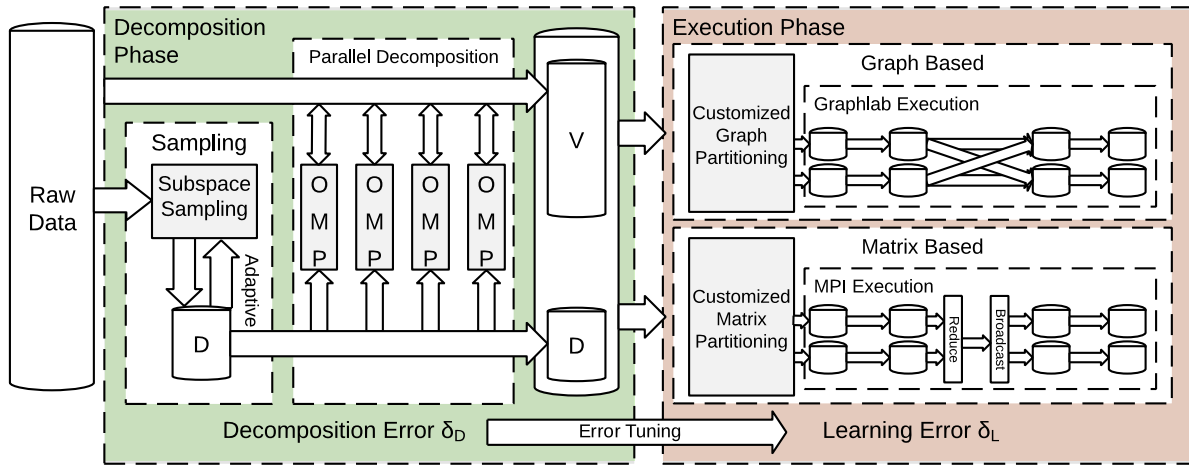 Raw
Data
Decomposition
Phase
Sampling
Subspace
Sampling
Adaptive
D
Parallel Decomposition
O
M
P
O
M
P
O
M
P
O
M
P
V
D
Decomposition Error δD
Error Tuning
Execution Phase
Graph Based
Customized
Graph
Partitioning
Graphlab Execution
Matrix Based
Customized
Matrix
Partitioning
MPI Execution
Reduce
Broadcast
Learning Error δL